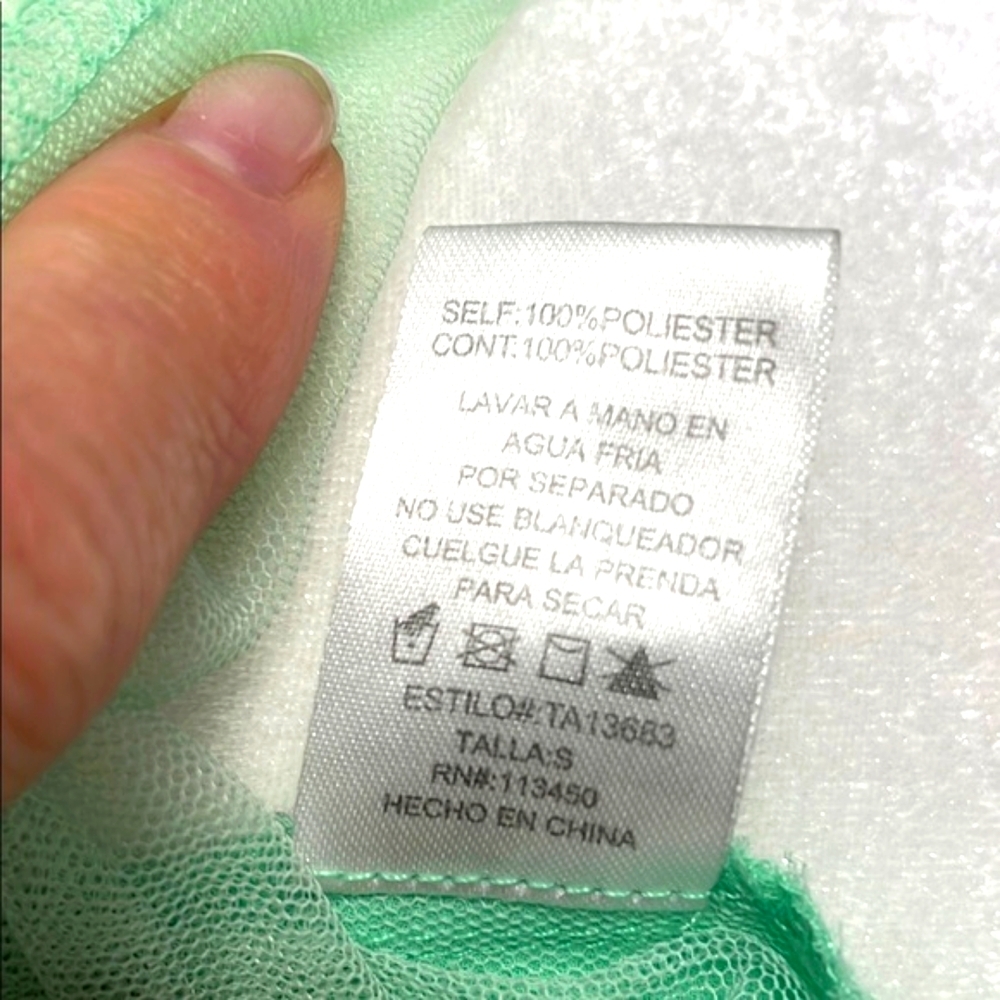 SELF:100%POLIESTER
CONT:100%POLIESTER
LAVAR A MANO EN
AGUA FRIA
POR SEPARADO
NO USE BLANQUEADOR
CUELGUE LA PRENDA
PARA SECAR
ESTILO#:TA13683
TALLA:S
RN#:113450
HECHO EN CHINA